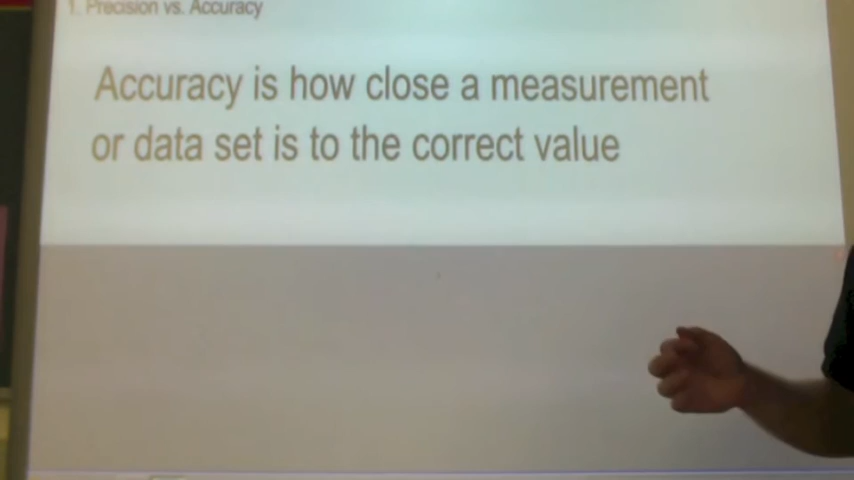 1. Precision vs. Accuracy
Accuracy is how close a measurement
or data set is to the correct value